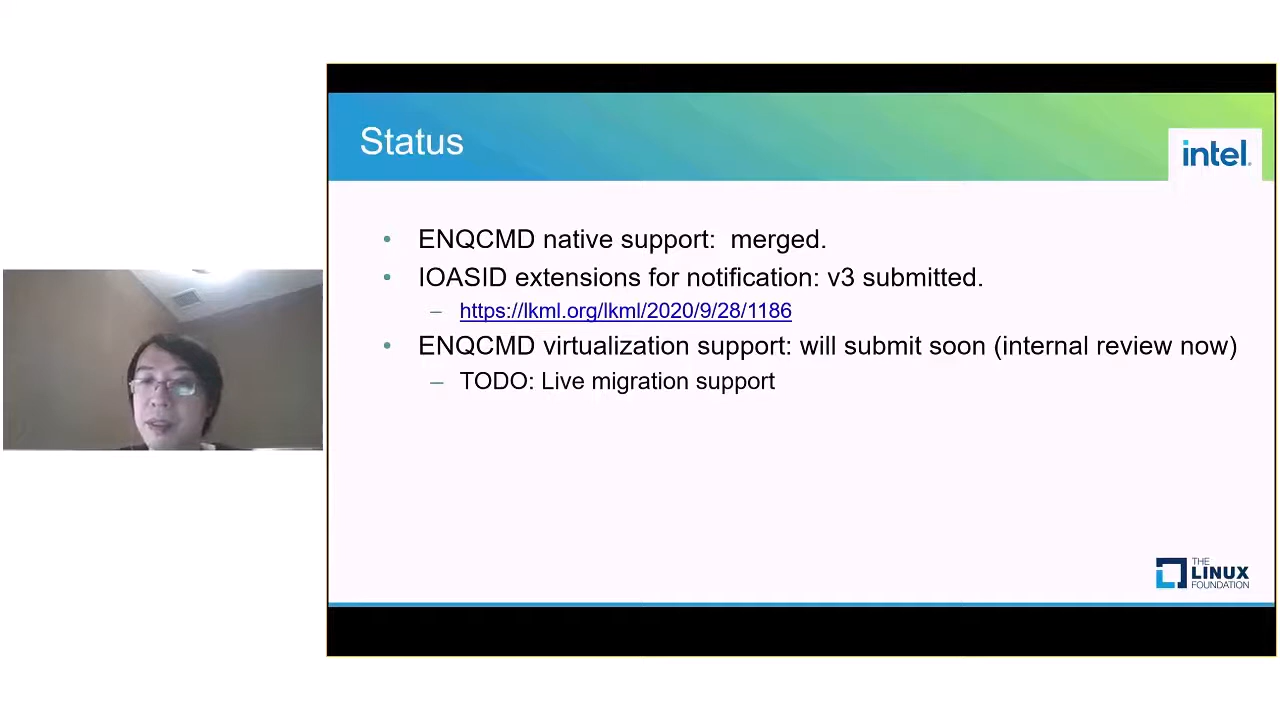 Status
intel.
• ENQCMD native support:  merged.
• IOASID extensions for notification: v3 submitted.
– https://lkml.org/lkml/2020/9/28/1186
• ENQCMD virtualization support: will submit soon (internal review now)
– TODO: Live migration support
THE
LINUX
FOUNDATION